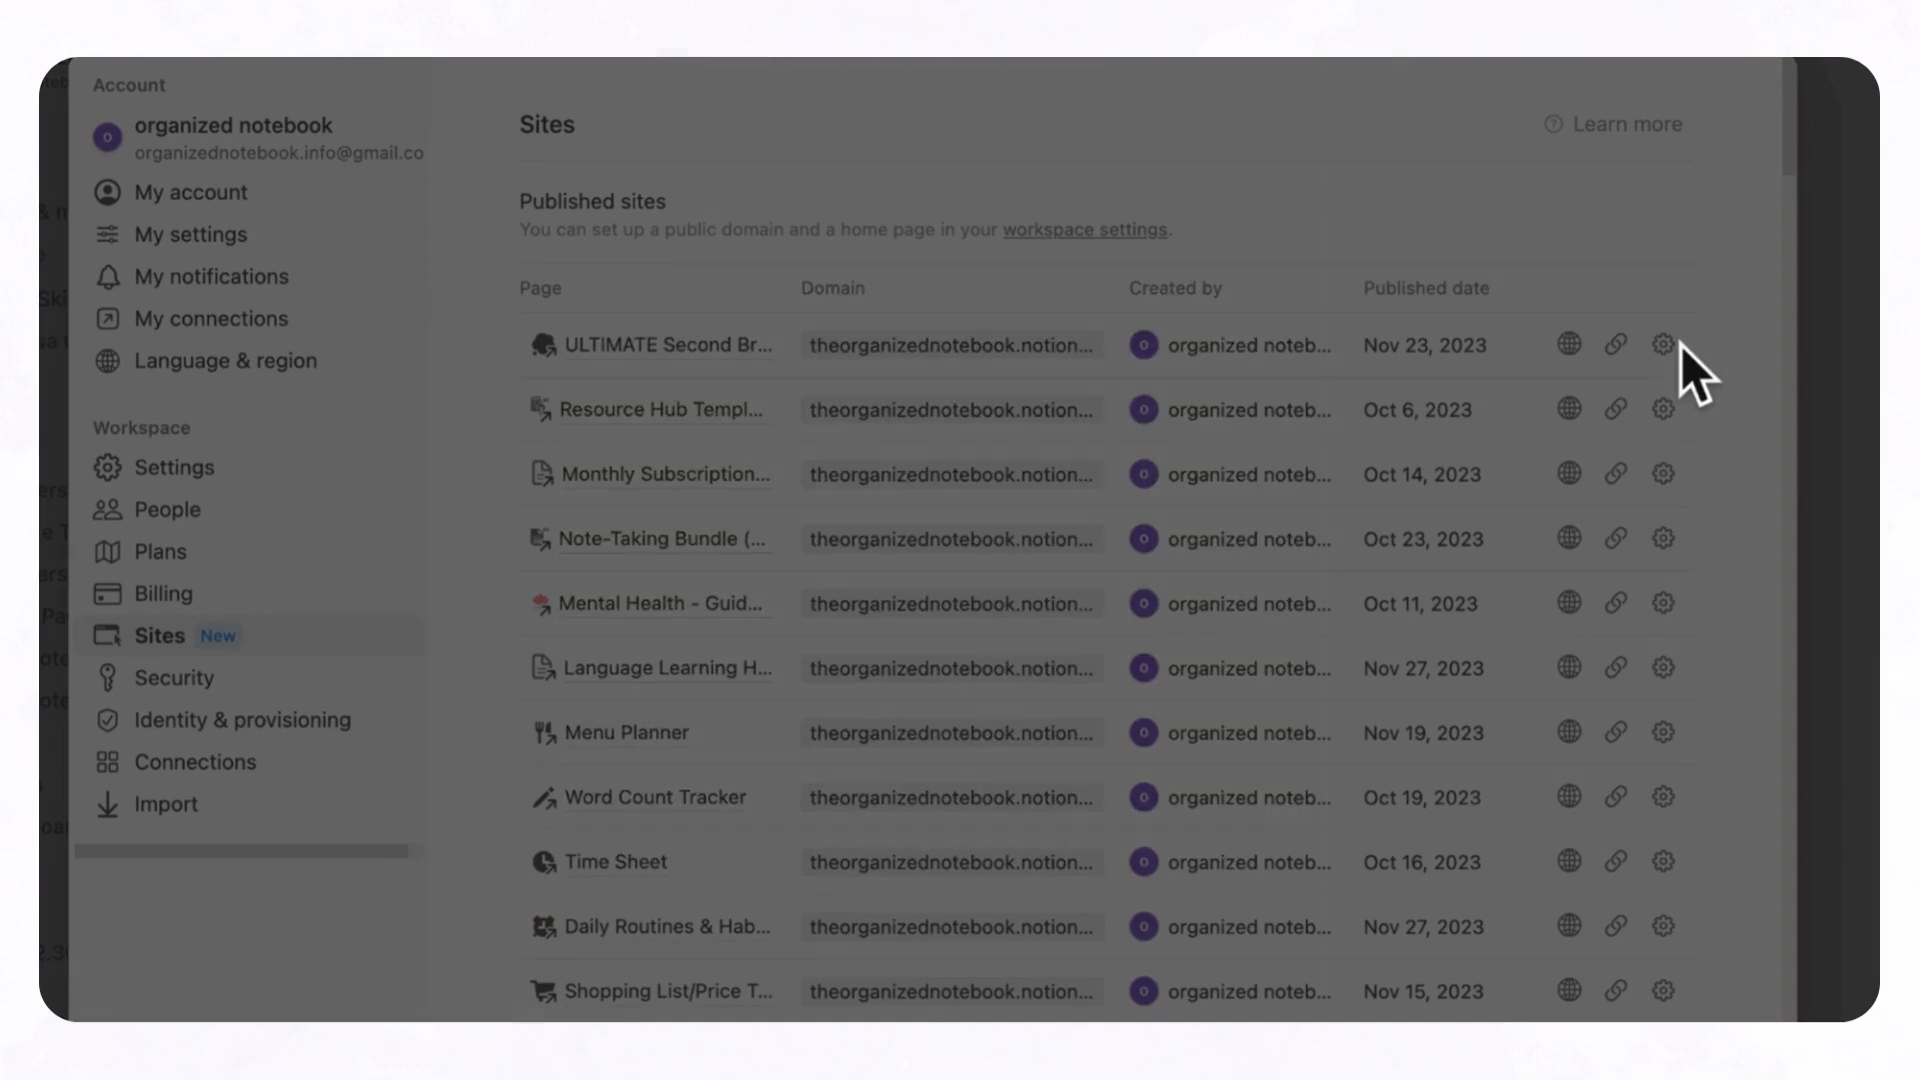 Account
organized notebook
organizednotebook.info@gmail.co
My account
My settings
My notifications
My connections
Language & region
Workspace
Settings
People
Plans
Billing
Sites New
Security
Identity & provisioning
Connections
Import
Sites
Learn more
Published sites
You can set up a public domain and a home page in your workspace settings.
Page Domain Created by Published date
ULTIMATE Second Br... theorganizednotebook.notion... organized noteb... Nov 23, 2023
Resource Hub Templ... theorganizednotebook.notion... organized noteb... Oct 6, 2023
Monthly Subscription... theorganizednotebook.notion... organized noteb... Oct 14, 2023
Note-Taking Bundle (... theorganizednotebook.notion... organized noteb... Oct 23, 2023
Mental Health - Guid... theorganizednotebook.notion... organized noteb... Oct 11, 2023
Language Learning H... theorganizednotebook.notion... organized noteb... Nov 27, 2023
Menu Planner theorganizednotebook.notion... organized noteb... Nov 19, 2023
Word Count Tracker theorganizednotebook.notion... organized noteb... Oct 19, 2023
Time Sheet theorganizednotebook.notion... organized noteb... Oct 16, 2023
Daily Routines & Hab... theorganizednotebook.notion... organized noteb... Nov 27, 2023
Shopping List/Price T... theorganizednotebook.notion... organized noteb... Nov 15, 2023